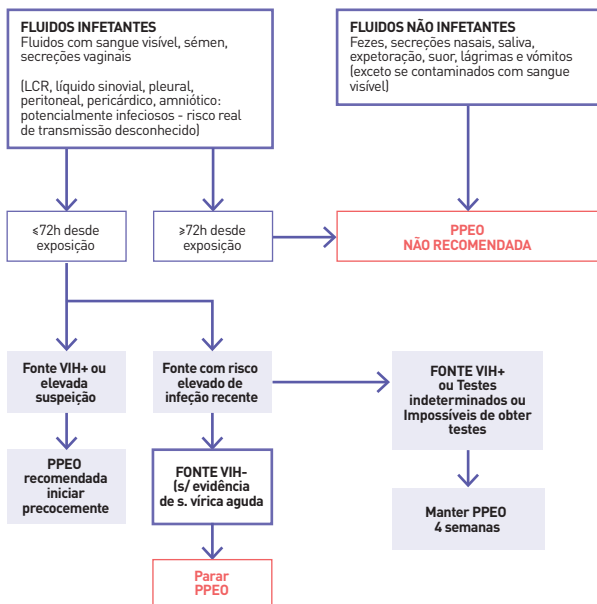 FLUIDOS INFETANTES
Fluidos com sangue visível, sémen,
secreções vaginais
(LCR, líquido sinovial, pleural,
peritoneal, pericárdico, amniótico:
potencialmente infeciosos - risco real
de transmissão desconhecido)
FLUIDOS NÃO INFETANTES
Fezes, secreções nasais, saliva,
expetoração, suor, lágrimas e vómitos
(exceto se contaminados com sangue
visível)
≤72h desde
exposição
≥72h desde
exposição
PPEO
NÃO RECOMENDADA
Fonte VIH+ ou
elevada
suspeição
Fonte com risco
elevado de
infeção recente
FONTE VIH+
ou Testes
indeterminados ou
Impossíveis de obter
testes
PPEO
recomendada
iniciar
precocemente
FONTE VIH-
(s/ evidência
de s. vírica aguda
Manter PPEO
4 semanas
Parar
PPEO